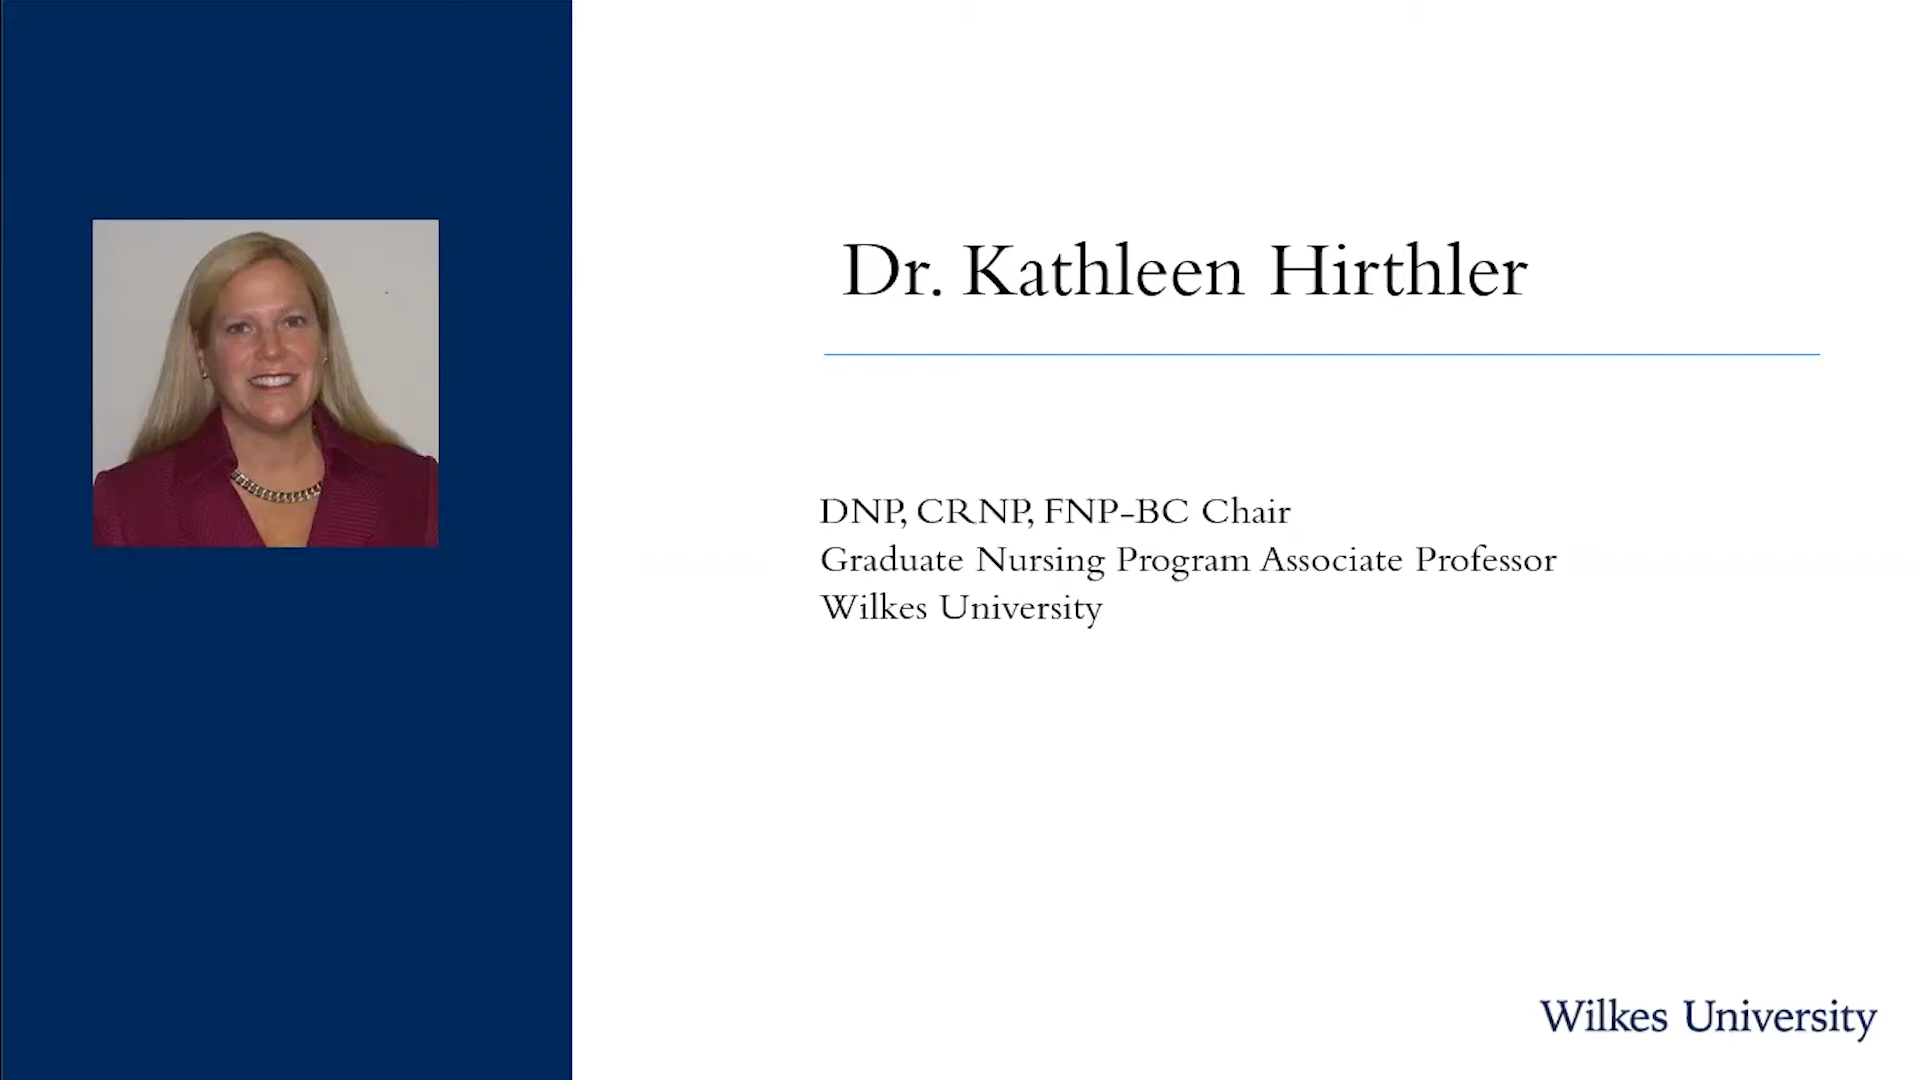 Dr. Kathleen Hirthler
DNP, CRNP, FNP-BC Chair
Graduate Nursing Program Associate Professor
Wilkes University
Wilkes University